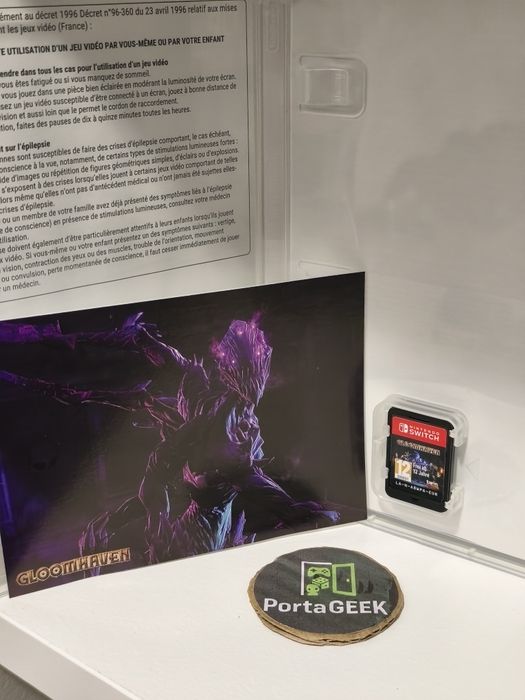 ément au décret 1996 Décret n°96-360 du 23 avril 1996 relatif aux mises
nt les jeux vidéo (France) :
E UTILISATION D'UN JEU VIDÉO PAR VOUS-MÊME OU PAR VOTRE ENFANT
endre dans tous les cas pour l'utilisation d'un jeu vidéo
vous êtes fatigué ou si vous manquez de sommeil.
vous jouez dans une pièce bien éclairée en modérant la luminosité de votre écran.
sez un jeu vidéo susceptible d'être connecté à un écran, jouez à bonne distance de
vision et aussi loin que le permet le cordon de raccordement.
tion, faites des pauses de dix à quinze minutes toutes les heures.
t sur l'épilepsie
nnes sont susceptibles de faire des crises d'épilepsie comportant, le cas échéant,
onscience à la vue, notamment, de certains types de stimulations lumineuses fortes :
ide d'images ou répétition de figures géométriques simples, d'éclairs ou d'explosions.
s'exposent à des crises lorsqu'elles jouent à certains jeux vidéo comportant de telles
lors même qu'elles n'ont pas d'antécédent médical ou n'ont jamais été sujettes elles-
crises d'épilepsie.
ou un membre de votre famille avez déjà présenté des symptômes liés à l'épilepsie
e de conscience) en présence de stimulations lumineuses, consultez votre médecin
tilisation.
se doivent également d'être particulièrement attentifs à leurs enfants lorsqu'ils jouent
x vidéo. Si vous-même ou votre enfant présentez un des symptômes suivants : vertige,
vision, contraction des yeux ou des muscles, trouble de l'orientation, mouvement
ou convulsion, perte momentanée de conscience, il faut cesser immédiatement de jouer
un médecin.
GLOOMHAVEN
NINTENDO
SWITCH
GLOOMHAVEN
12
Frei ab
12 Jahre
PortaGEEK